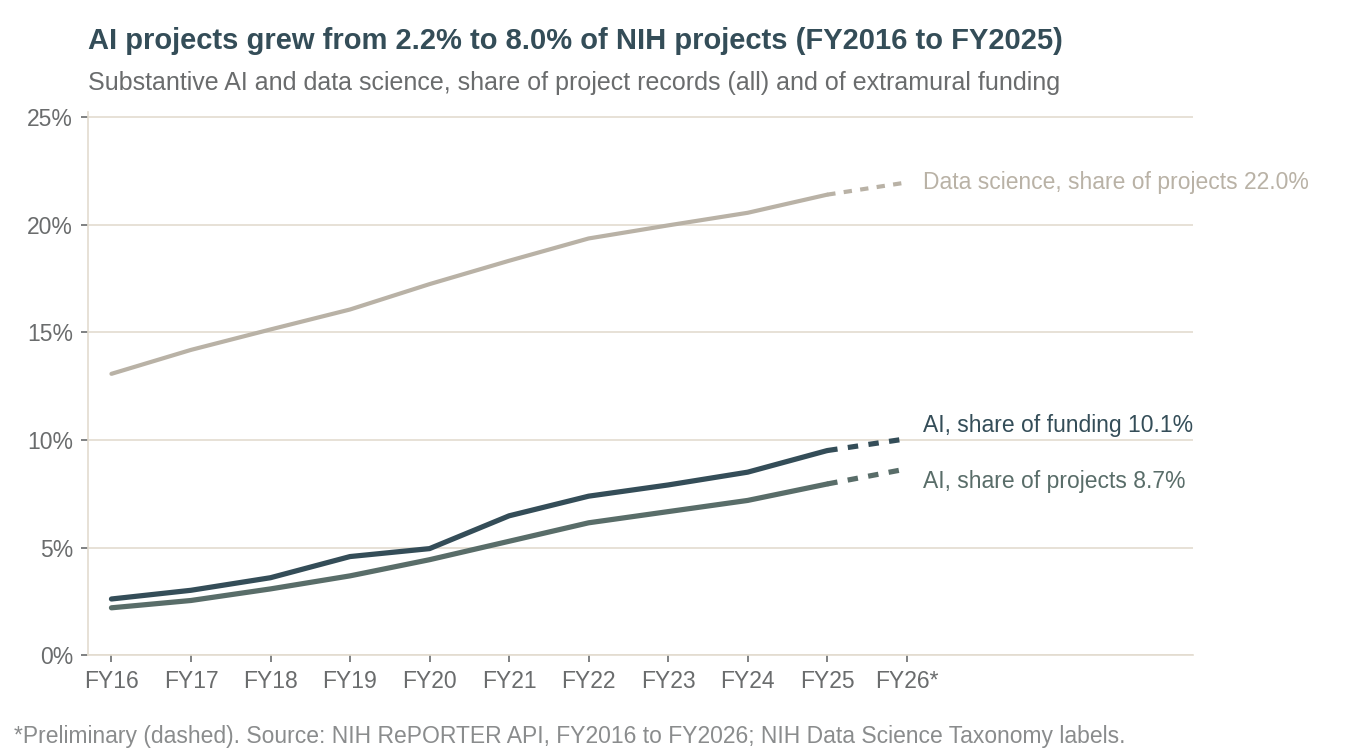 AI projects grew from 2.2% to 8.0% of NIH projects (FY2016 to FY2025)
Substantive AI and data science, share of project records (all) and of extramural funding
25%
Data science, share of projects 22.0%
20%
15%
AI, share of funding 10.1%
10%
AI, share of projects 8.7%
5%
0%
FY16 FY17 FY18 FY19 FY20 FY21 FY22 FY23 FY24 FY25 FY26*
*Preliminary (dashed). Source: NIH RePORTER API, FY2016 to FY2026; NIH Data Science Taxonomy labels.